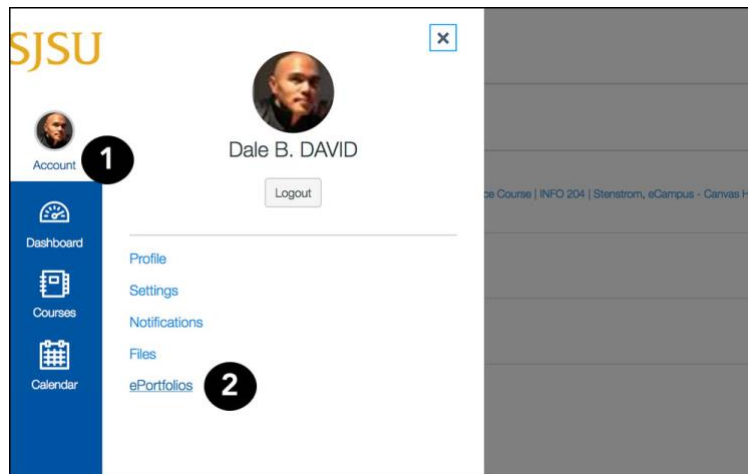 SJSU
Account
1
Dale B. DAVID
Logout
ce Course | INFO 204 | Stenstrom, eCampus - Canvas H
Dashboard
Courses
Calendar
Profile
Settings
Notifications
Files
ePortfolios
2